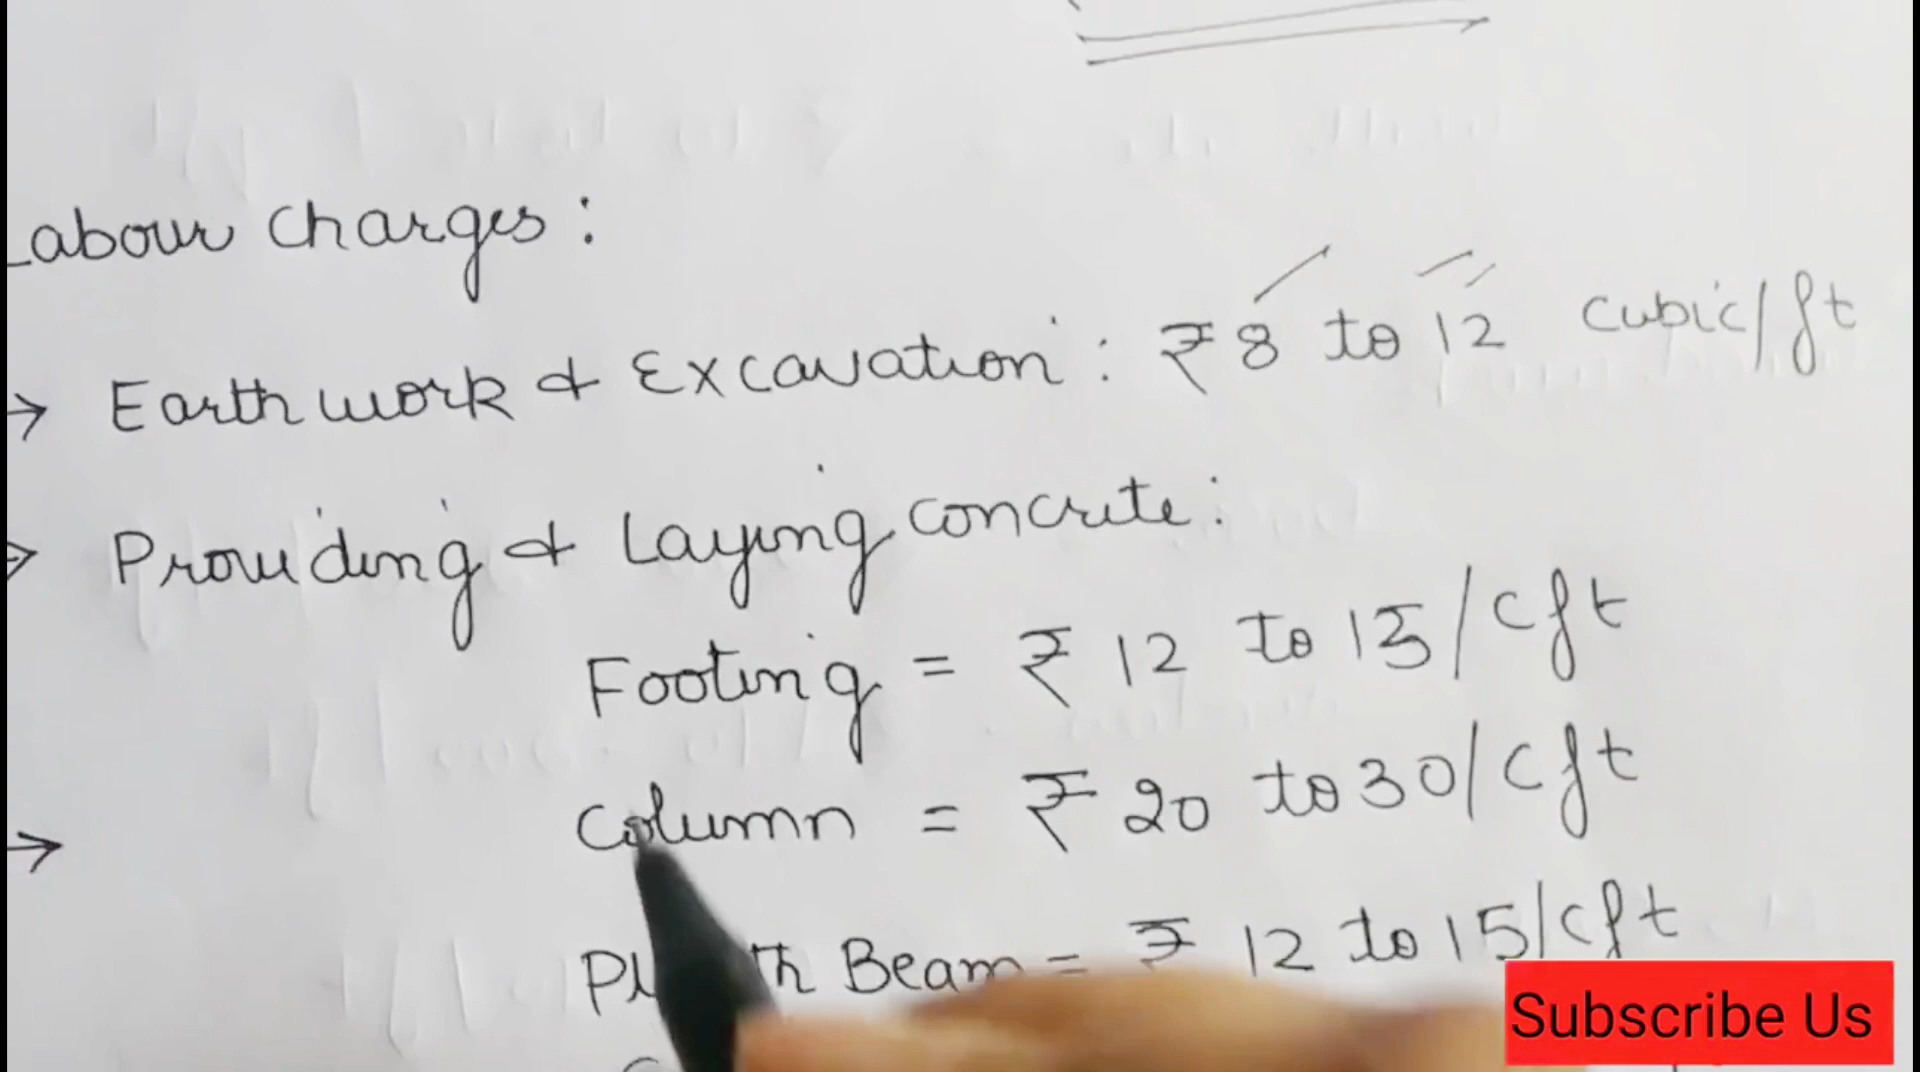 Labour charges:
→ Earthwork & Excavation: ₹ 8 to 12 cubic/ft
→ Providing & Laying concrete:
Footing = ₹ 12 to 15/cft
→ Column = ₹ 20 to 30/cft
Beam = ₹ 12 to 15/cft
Subscribe Us